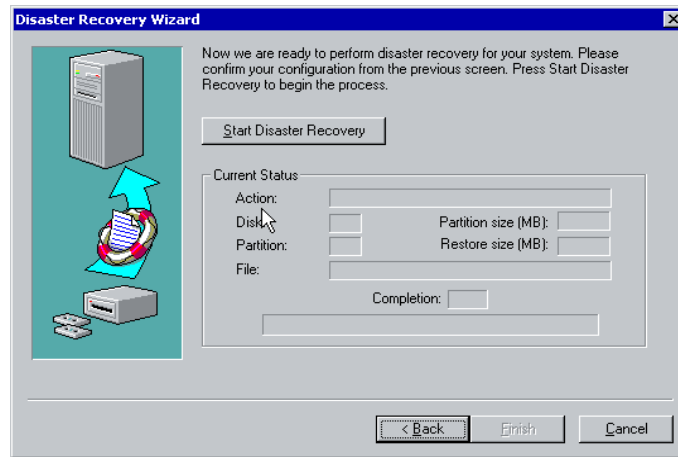 Disaster Recovery Wizard
Now we are ready to perform disaster recovery for your system. Please
confirm your configuration from the previous screen. Press Start Disaster
Recovery to begin the process.
Start Disaster Recovery
Current Status
Action:
Disk:
Partition size (MB):
Partition:
Restore size (MB):
File:
Completion:
< Back
Finish
Cancel